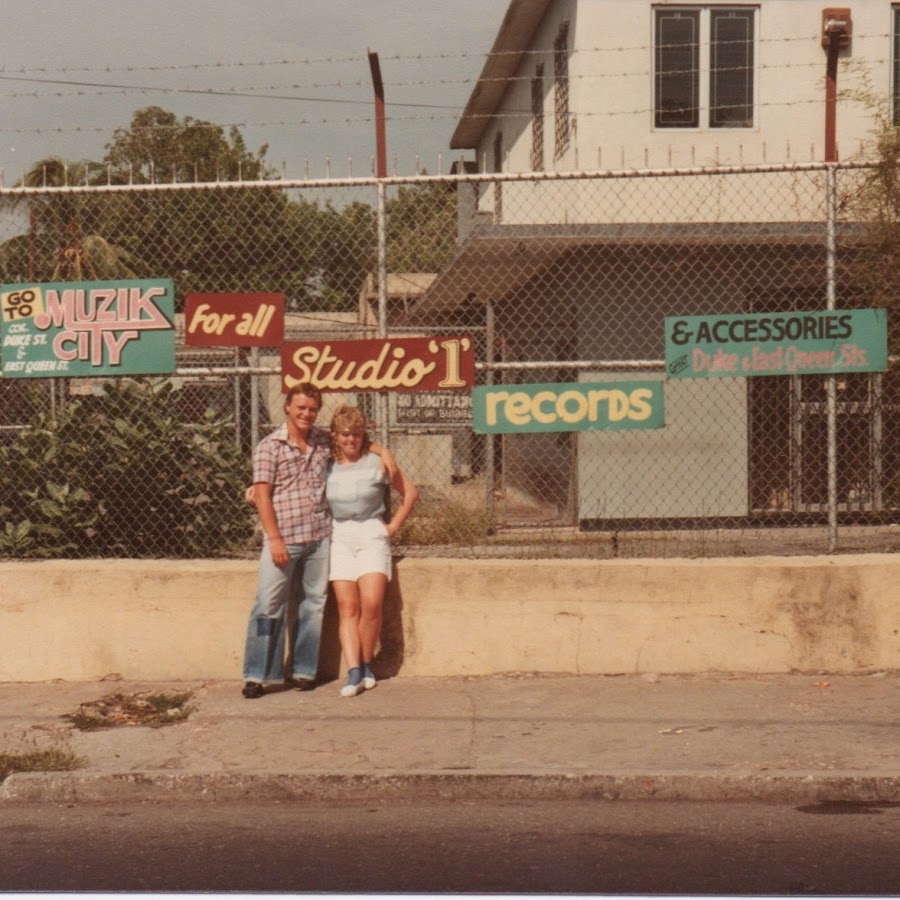 GO
TO
MUZIK
CITY
COR.
DUKE ST.
&
EAST QUEEN ST.
For all
Studio '1'
NO ADMITTANCE
records
& ACCESSORIES
Corner Duke & East Queen Sts.